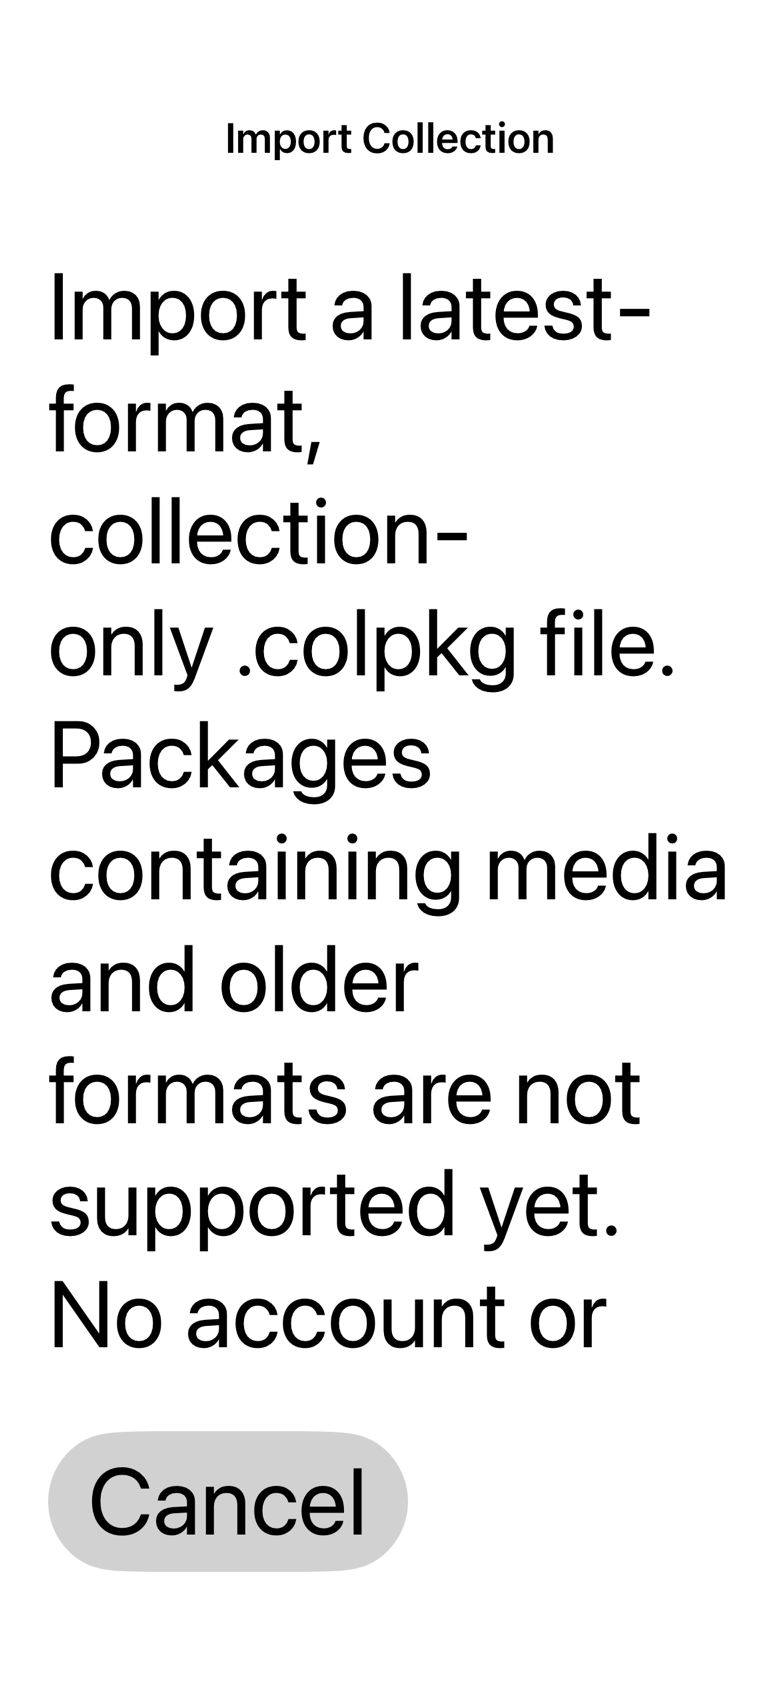 Import Collection
Import a latest-
format,
collection-
only .colpkg file.
Packages
containing media
and older
formats are not
supported yet.
No account or
Cancel